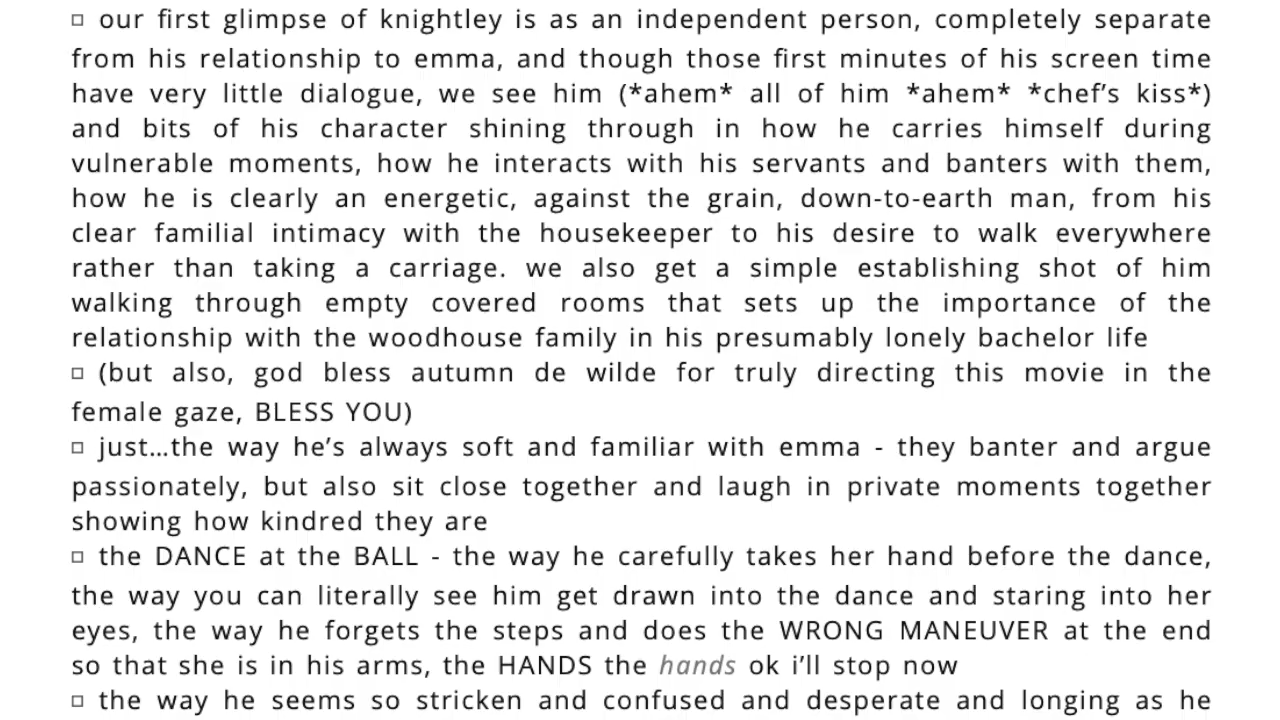 ▫ our first glimpse of knightley is as an independent person, completely separate
from his relationship to emma, and though those first minutes of his screen time
have very little dialogue, we see him (*ahem* all of him *ahem* *chef’s kiss*)
and bits of his character shining through in how he carries himself during
vulnerable moments, how he interacts with his servants and banters with them,
how he is clearly an energetic, against the grain, down-to-earth man, from his
clear familial intimacy with the housekeeper to his desire to walk everywhere
rather than taking a carriage. we also get a simple establishing shot of him
walking through empty covered rooms that sets up the importance of the
relationship with the woodhouse family in his presumably lonely bachelor life
▫ (but also, god bless autumn de wilde for truly directing this movie in the
female gaze, BLESS YOU)
▫ just…the way he’s always soft and familiar with emma - they banter and argue
passionately, but also sit close together and laugh in private moments together
showing how kindred they are
▫ the DANCE at the BALL - the way he carefully takes her hand before the dance,
the way you can literally see him get drawn into the dance and staring into her
eyes, the way he forgets the steps and does the WRONG MANEUVER at the end
so that she is in his arms, the HANDS the hands ok i’ll stop now
▫ the way he seems so stricken and confused and desperate and longing as he